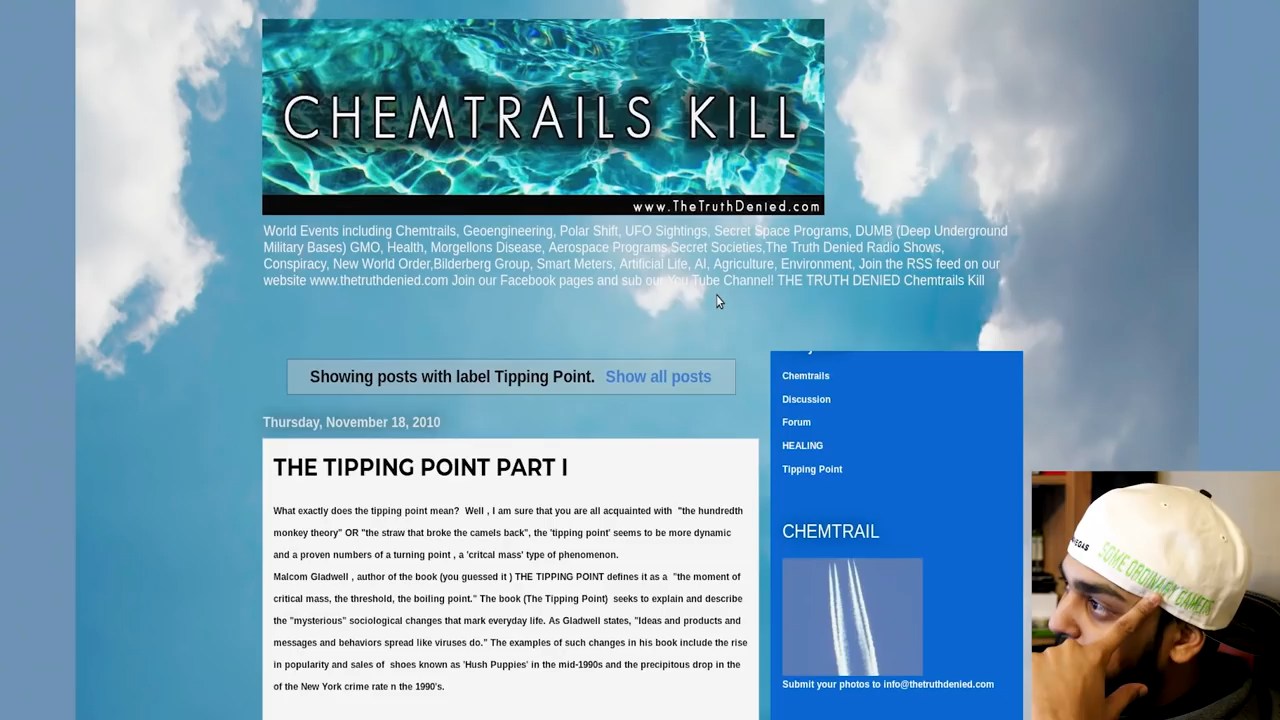 CHEMTRAILS KILL
www.TheTruthDenied.com
World Events including Chemtrails, Geoengineering, Polar Shift, UFO Sightings, Secret Space Programs, DUMB (Deep Underground
Military Bases) GMO, Health, Morgellons Disease, Aerospace Programs,Secret Societies,The Truth Denied Radio Shows,
Conspiracy, New World Order,Bilderberg Group, Smart Meters, Artificial Life, AI, Agriculture, Environment, Join the RSS feed on our
website www.thetruthdenied.com Join our Facebook pages and sub our You Tube Channel! THE TRUTH DENIED Chemtrails Kill
Showing posts with label Tipping Point. Show all posts
Thursday, November 18, 2010
THE TIPPING POINT PART I
What exactly does the tipping point mean?  Well , I am sure that you are all acquainted with  "the hundredth
monkey theory" OR "the straw that broke the camels back", the 'tipping point' seems to be more dynamic
and a proven numbers of a turning point , a 'critcal mass' type of phenomenon.
Malcom Gladwell , author of the book (you guessed it ) THE TIPPING POINT defines it as a  "the moment of
critical mass, the threshold, the boiling point." The book (The Tipping Point)  seeks to explain and describe
the "mysterious" sociological changes that mark everyday life. As Gladwell states, "Ideas and products and
messages and behaviors spread like viruses do." The examples of such changes in his book include the rise
in popularity and sales of  shoes known as 'Hush Puppies' in the mid-1990s and the precipitous drop in the
of the New York crime rate n the 1990's.
Chemtrails
Discussion
Forum
HEALING
Tipping Point
CHEMTRAIL
Submit your photos to info@thetruthdenied.com
SOME ORDINARY GAMERS